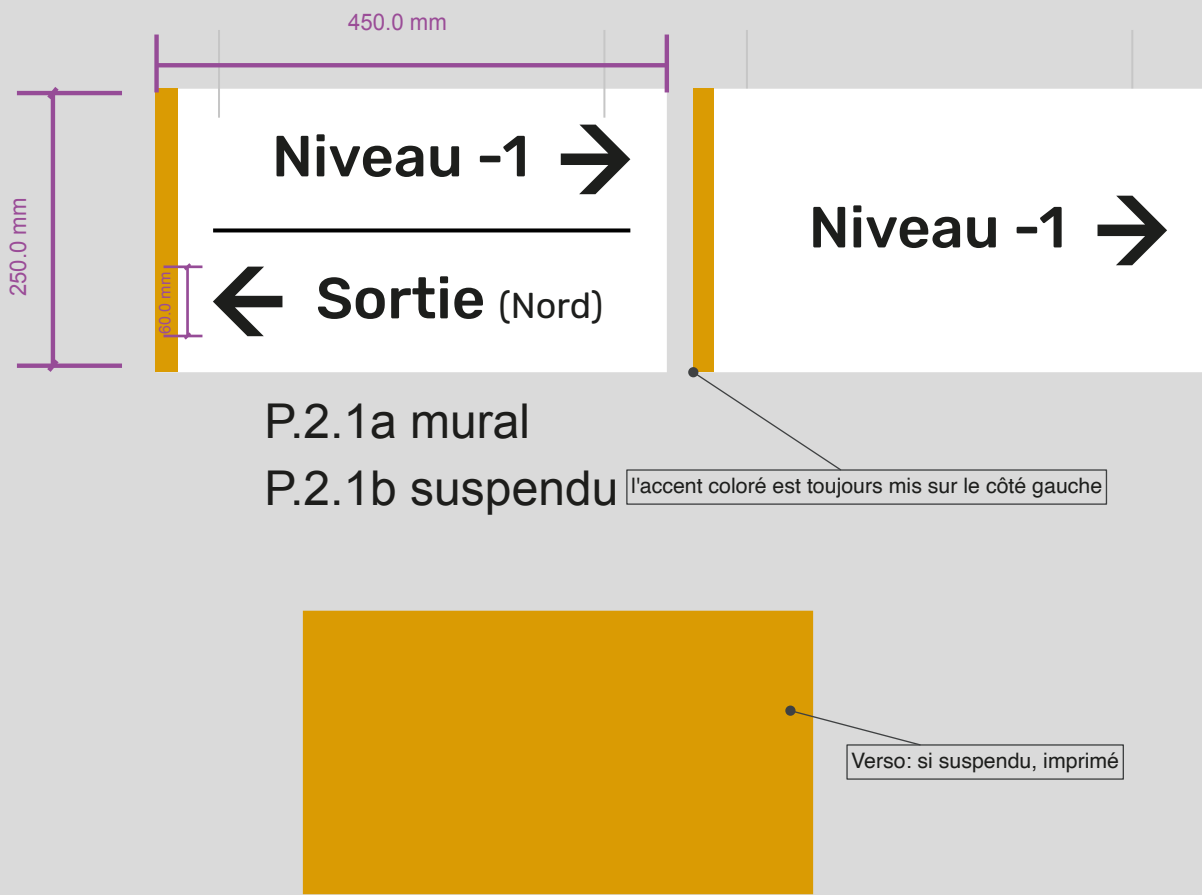 450.0 mm
250.0 mm
Niveau -1
60.0 mm
Sortie (Nord)
Niveau -1
P.2.1a mural
P.2.1b suspendu
l'accent coloré est toujours mis sur le côté gauche
Verso: si suspendu, imprimé